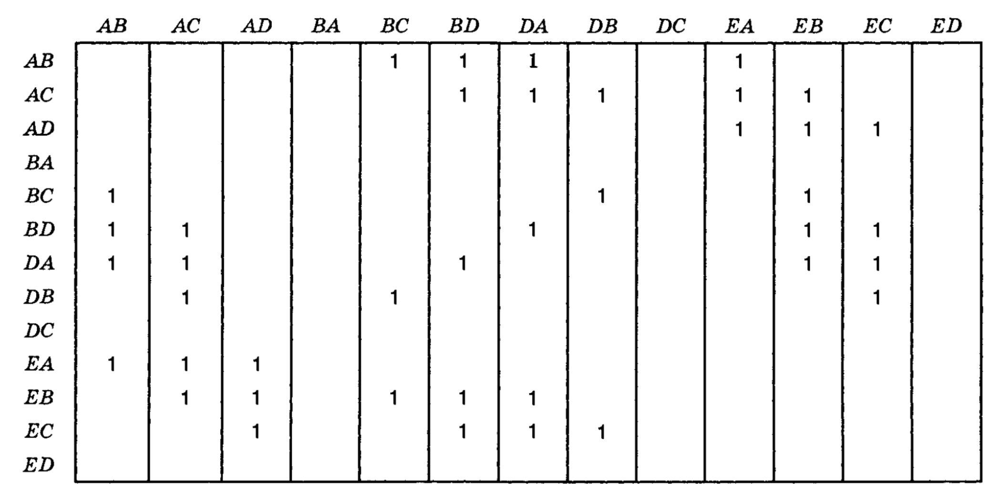 AB AC AD BA BC BD DA DB DC EA EB EC ED
AB 1 1 1 1
AC 1 1 1 1 1
AD 1 1 1
BA
BC 1 1 1
BD 1 1 1 1 1
DA 1 1 1 1 1
DB 1 1 1
DC
EA 1 1 1
EB 1 1 1 1 1
EC 1 1 1 1
ED